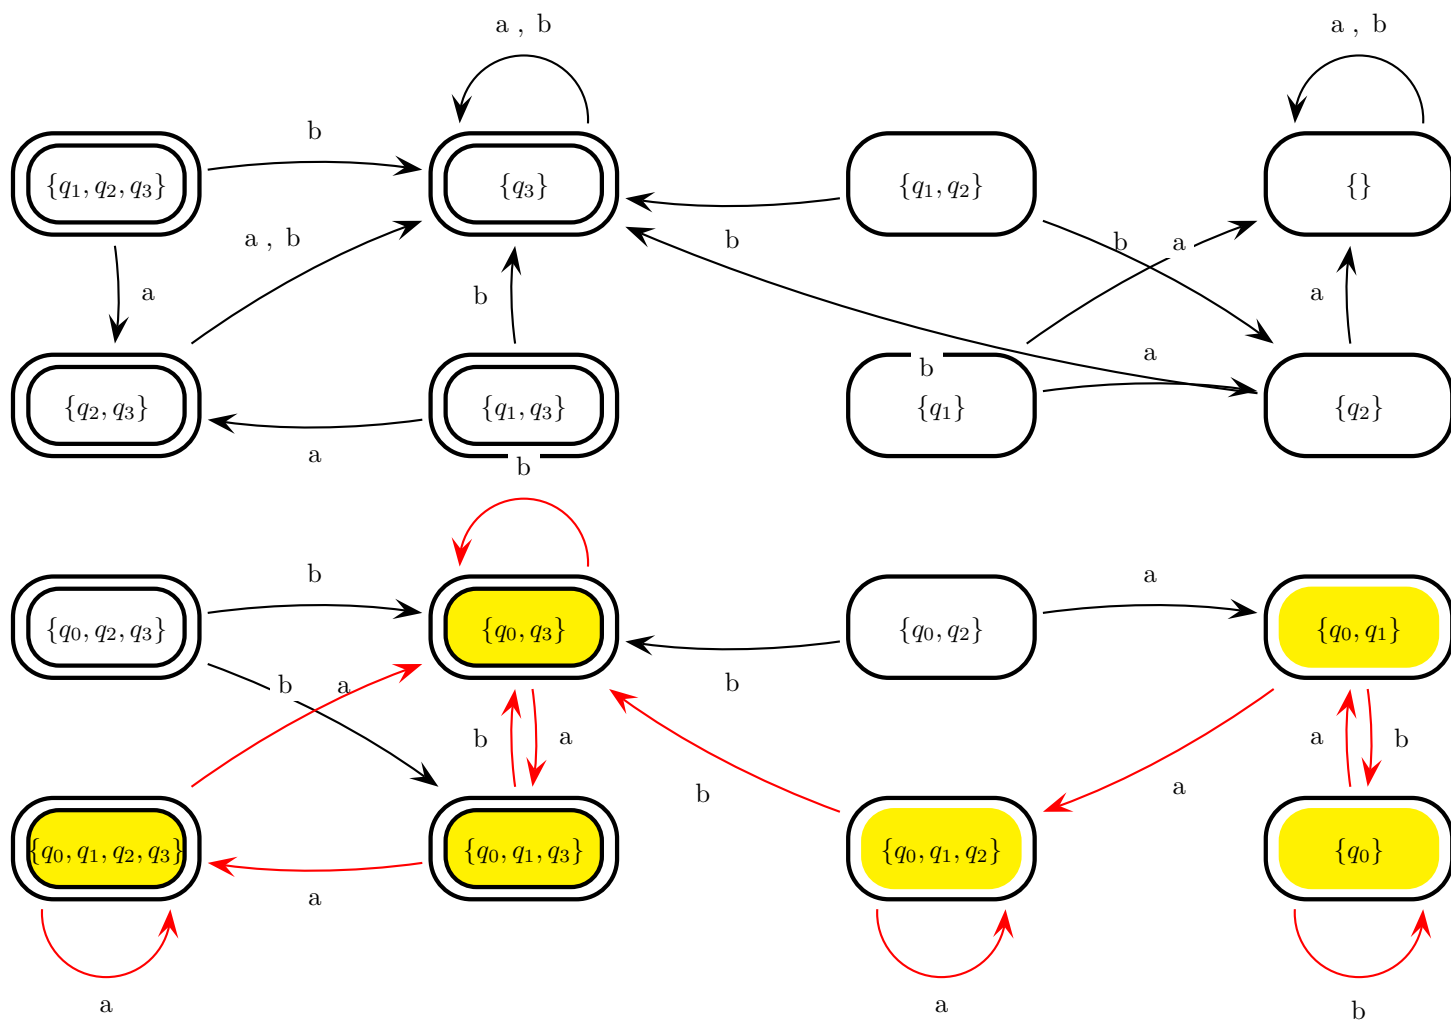 a , b a , b
b
{q₁, q₂, q₃} {q₃} {q₁, q₂} {}
a , b b b a
a b a
a
b
{q₂, q₃} {q₁, q₃} {q₁} {q₂}
a b
b a
{q₀, q₂, q₃} {q₀, q₃} {q₀, q₂} {q₀, q₁}
b a b
b a a b
b a
{q₀, q₁, q₂, q₃} {q₀, q₁, q₃} {q₀, q₁, q₂} {q₀}
a
a a b